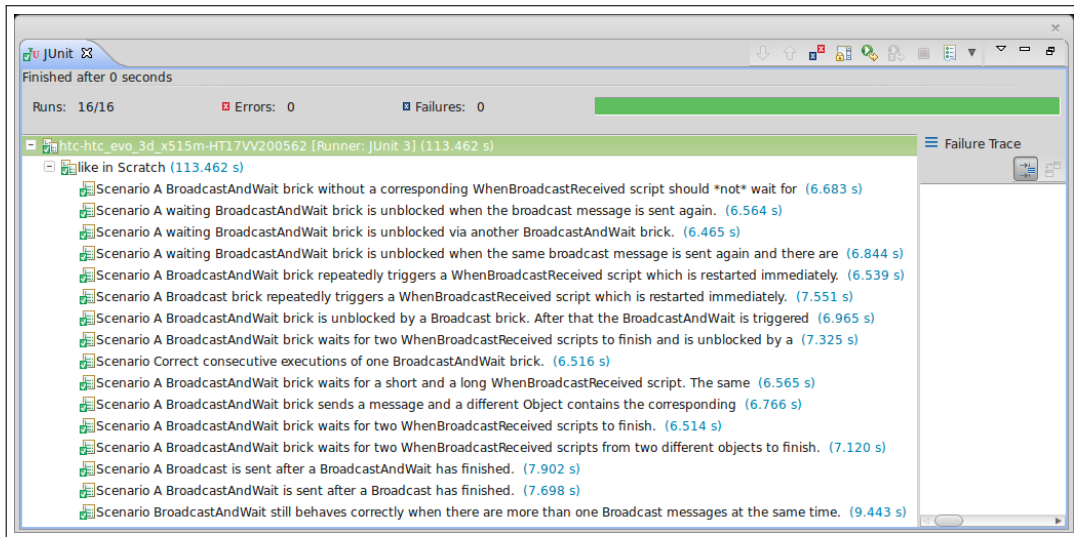 JUnit
Finished after 0 seconds
Runs: 16/16 Errors: 0 Failures: 0
htc-htc_evo_3d_x515m-HT17VV200562 [Runner: JUnit 3] (113.462 s)
Failure Trace
like in Scratch (113.462 s)
Scenario A BroadcastAndWait brick without a corresponding WhenBroadcastReceived script should *not* wait for (6.683 s)
Scenario A waiting BroadcastAndWait brick is unblocked when the broadcast message is sent again. (6.564 s)
Scenario A waiting BroadcastAndWait brick is unblocked via another BroadcastAndWait brick. (6.465 s)
Scenario A waiting BroadcastAndWait brick is unblocked when the same broadcast message is sent again and there are (6.844 s)
Scenario A BroadcastAndWait brick repeatedly triggers a WhenBroadcastReceived script which is restarted immediately. (6.539 s)
Scenario A Broadcast brick repeatedly triggers a WhenBroadcastReceived script which is restarted immediately. (7.551 s)
Scenario A BroadcastAndWait brick is unblocked by a Broadcast brick. After that the BroadcastAndWait is triggered (6.965 s)
Scenario A BroadcastAndWait brick waits for two WhenBroadcastReceived scripts to finish and is unblocked by a (7.325 s)
Scenario Correct consecutive executions of one BroadcastAndWait brick. (6.516 s)
Scenario A BroadcastAndWait brick waits for a short and a long WhenBroadcastReceived script. The same (6.565 s)
Scenario A BroadcastAndWait brick sends a message and a different Object contains the corresponding (6.766 s)
Scenario A BroadcastAndWait brick waits for two WhenBroadcastReceived scripts to finish. (6.514 s)
Scenario A BroadcastAndWait brick waits for two WhenBroadcastReceived scripts from two different objects to finish. (7.120 s)
Scenario A Broadcast is sent after a BroadcastAndWait has finished. (7.902 s)
Scenario A BroadcastAndWait is sent after a Broadcast has finished. (7.698 s)
Scenario BroadcastAndWait still behaves correctly when there are more than one Broadcast messages at the same time. (9.443 s)